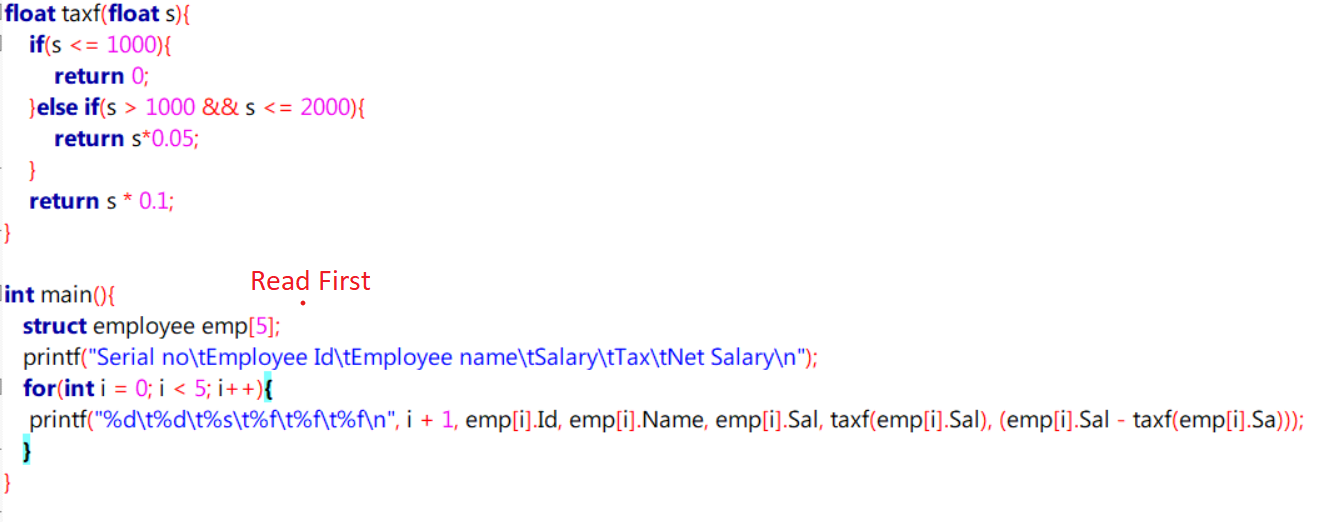 float taxf(float s){
if(s <= 1000){
return 0;
}else if(s > 1000 && s <= 2000){
return s*0.05;
}
return s * 0.1;
}
Read First
int main(){
struct employee emp[5];
printf("Serial no\tEmployee Id\tEmployee name\tSalary\tTax\tNet Salary\n");
for(int i = 0; i < 5; i++){
printf("%d\t%d\t%s\t%f\t%f\t%f\n", i + 1, emp[i].Id, emp[i].Name, emp[i].Sal, taxf(emp[i].Sal), (emp[i].Sal - taxf(emp[i].Sa)));
}
}